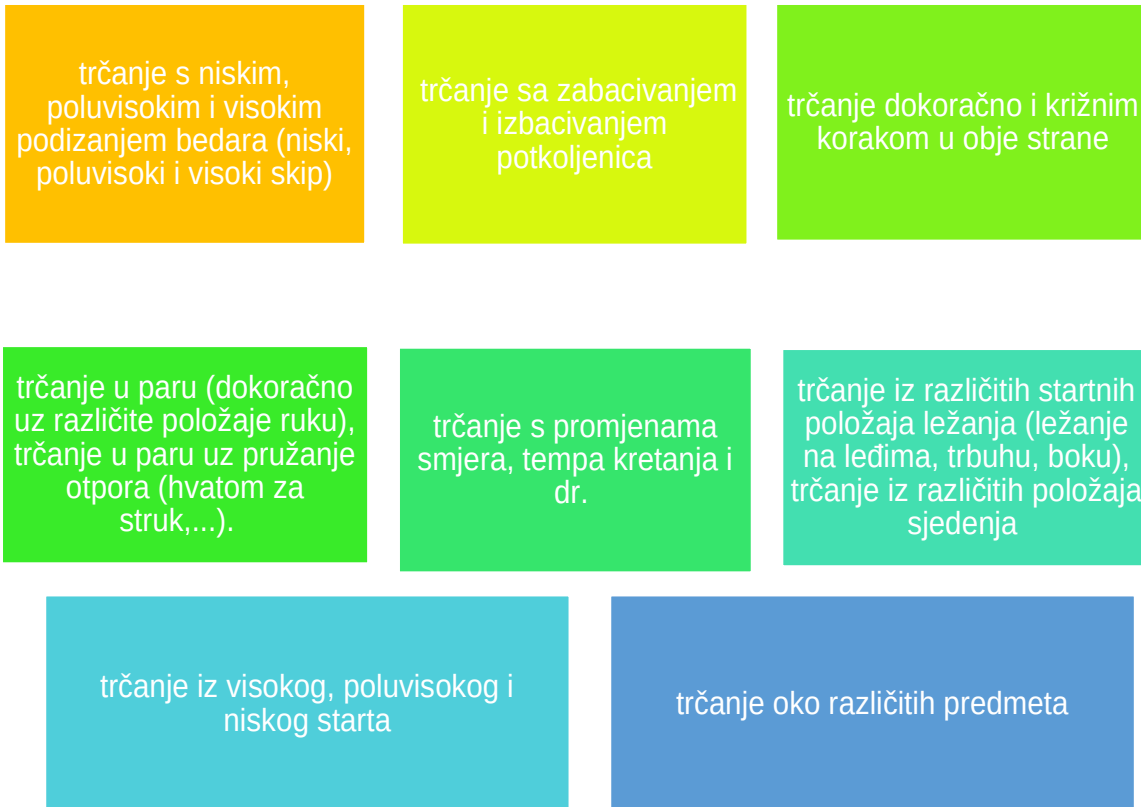 trčanje s niskim,
poluvisokim i visokim
podizanjem bedara (niski,
poluvisoki i visoki skip)
trčanje sa zabacivanjem
i izbacivanjem
potkoljenica
trčanje dokoračno i križnim
korakom u obje strane
trčanje u paru (dokoračno
uz različite položaje ruku),
trčanje u paru uz pružanje
otpora (hvatom za
struk,...).
trčanje s promjenama
smjera, tempa kretanja i
dr.
trčanje iz različitih startnih
položaja ležanja (ležanje
na leđima, trbuhu, boku),
trčanje iz različitih položaja
sjedenja
trčanje iz visokog, poluvisokog i
niskog starta
trčanje oko različitih predmeta